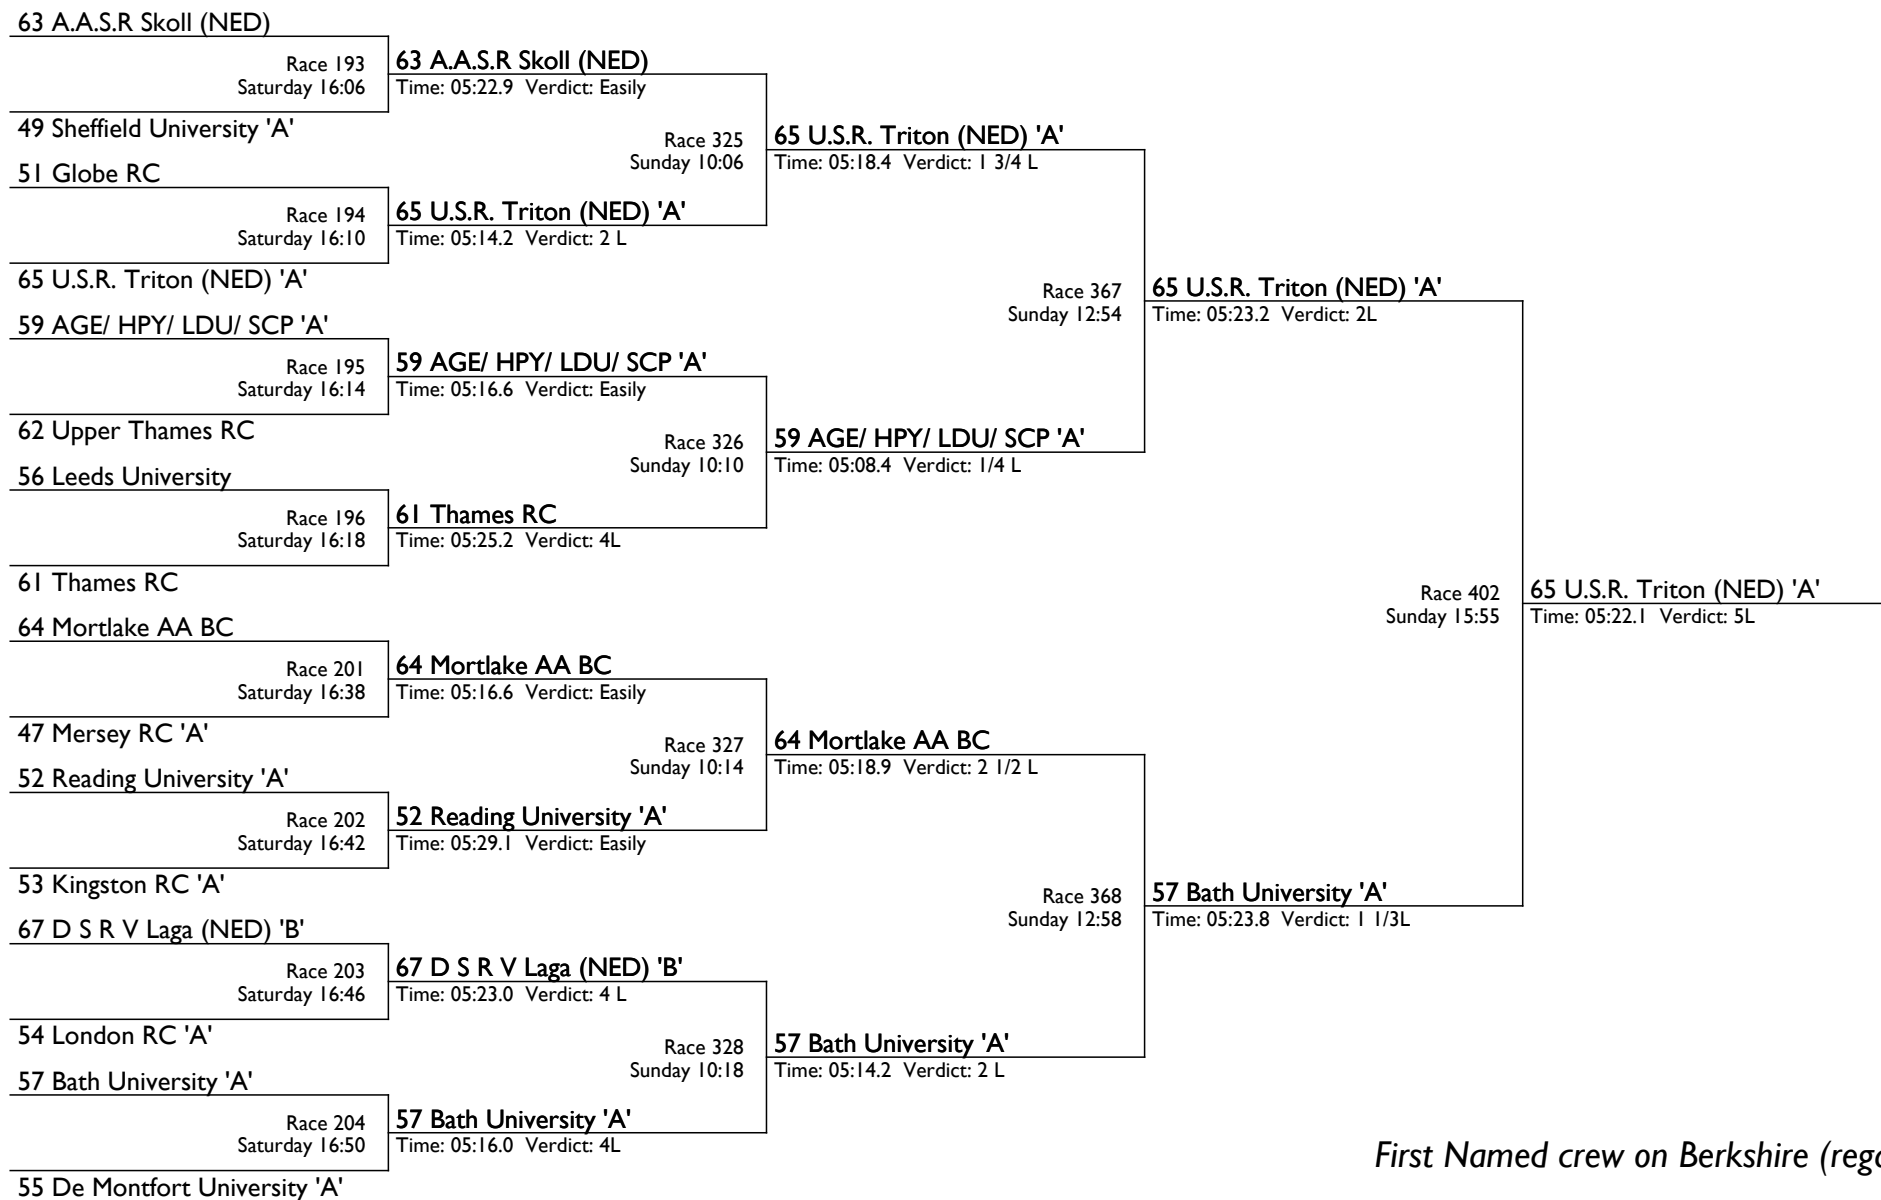 63 A.A.S.R Skoll (NED)
Race 193
Saturday 16:06
49 Sheffield University 'A'
63 A.A.S.R Skoll (NED)
Time: 05:22.9 Verdict: Easily
51 Globe RC
Race 194
Saturday 16:10
65 U.S.R. Triton (NED) 'A'
65 U.S.R. Triton (NED) 'A'
Time: 05:14.2 Verdict: 2 L
Race 325
Sunday 10:06
65 U.S.R. Triton (NED) 'A'
Time: 05:18.4 Verdict: 1 3/4 L
59 AGE/ HPY/ LDU/ SCP 'A'
Race 195
Saturday 16:14
62 Upper Thames RC
59 AGE/ HPY/ LDU/ SCP 'A'
Time: 05:16.6 Verdict: Easily
56 Leeds University
Race 196
Saturday 16:18
61 Thames RC
61 Thames RC
Time: 05:25.2 Verdict: 4L
Race 326
Sunday 10:10
59 AGE/ HPY/ LDU/ SCP 'A'
Time: 05:08.4 Verdict: 1/4 L
Race 367
Sunday 12:54
65 U.S.R. Triton (NED) 'A'
Time: 05:23.2 Verdict: 2L
64 Mortlake AA BC
Race 201
Saturday 16:38
47 Mersey RC 'A'
64 Mortlake AA BC
Time: 05:16.6 Verdict: Easily
52 Reading University 'A'
Race 202
Saturday 16:42
53 Kingston RC 'A'
52 Reading University 'A'
Time: 05:29.1 Verdict: Easily
Race 327
Sunday 10:14
64 Mortlake AA BC
Time: 05:18.9 Verdict: 2 1/2 L
67 D S R V Laga (NED) 'B'
Race 203
Saturday 16:46
54 London RC 'A'
67 D S R V Laga (NED) 'B'
Time: 05:23.0 Verdict: 4 L
57 Bath University 'A'
Race 204
Saturday 16:50
55 De Montfort University 'A'
57 Bath University 'A'
Time: 05:16.0 Verdict: 4L
Race 328
Sunday 10:18
57 Bath University 'A'
Time: 05:14.2 Verdict: 2 L
Race 368
Sunday 12:58
57 Bath University 'A'
Time: 05:23.8 Verdict: 1 1/3L
Race 402
Sunday 15:55
65 U.S.R. Triton (NED) 'A'
Time: 05:22.1 Verdict: 5L
First Named crew on Berkshire